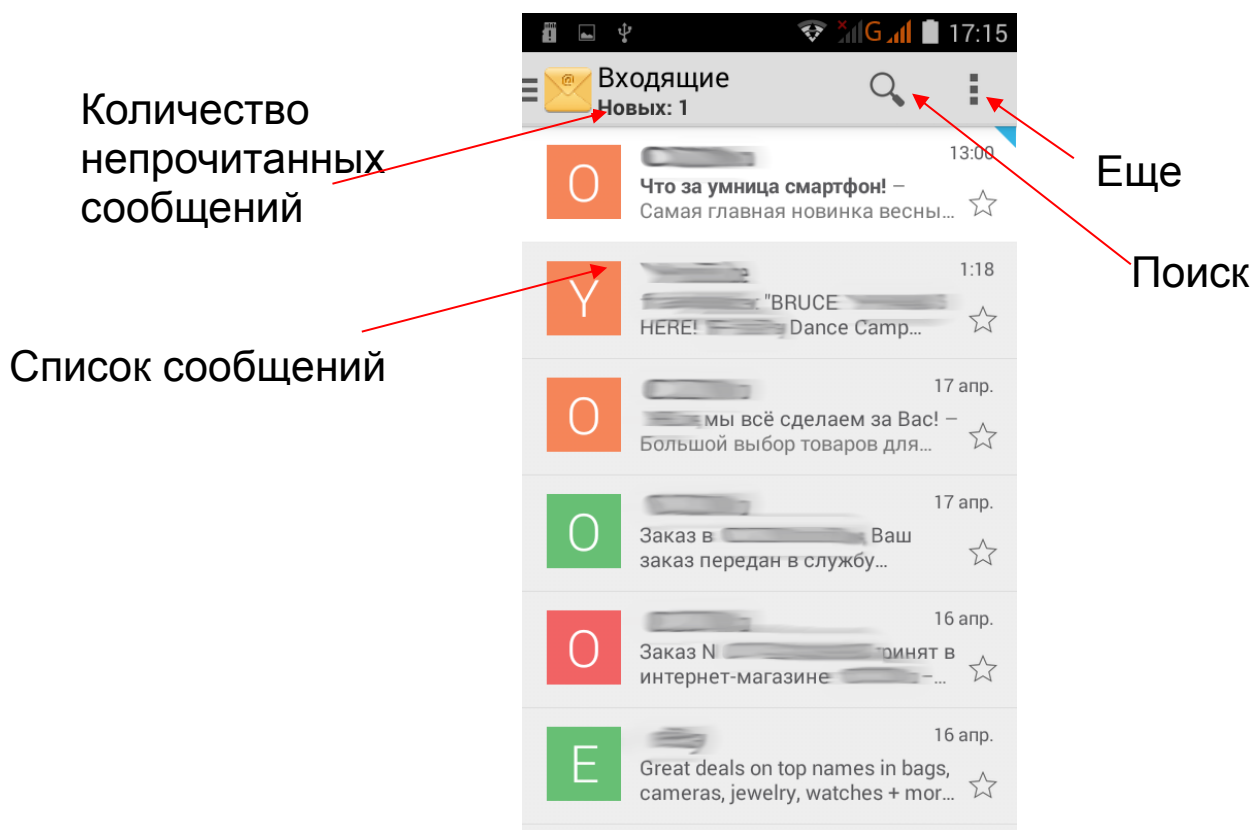 17:15
Входящие
Новых: 1
Количество
непрочитанных
сообщений
Еще
Поиск
Список сообщений
O
13:00
Что за умница смартфон! –
Самая главная новинка весны…
Y
1:18
"BRUCE
HERE! Dance Camp…
O
17 апр.
мы всё сделаем за Вас! –
Большой выбор товаров для…
O
17 апр.
Заказ в Ваш
заказ передан в службу…
O
16 апр.
Заказ N ринят в
интернет-магазине –…
E
16 апр.
Great deals on top names in bags,
cameras, jewelry, watches + mor…